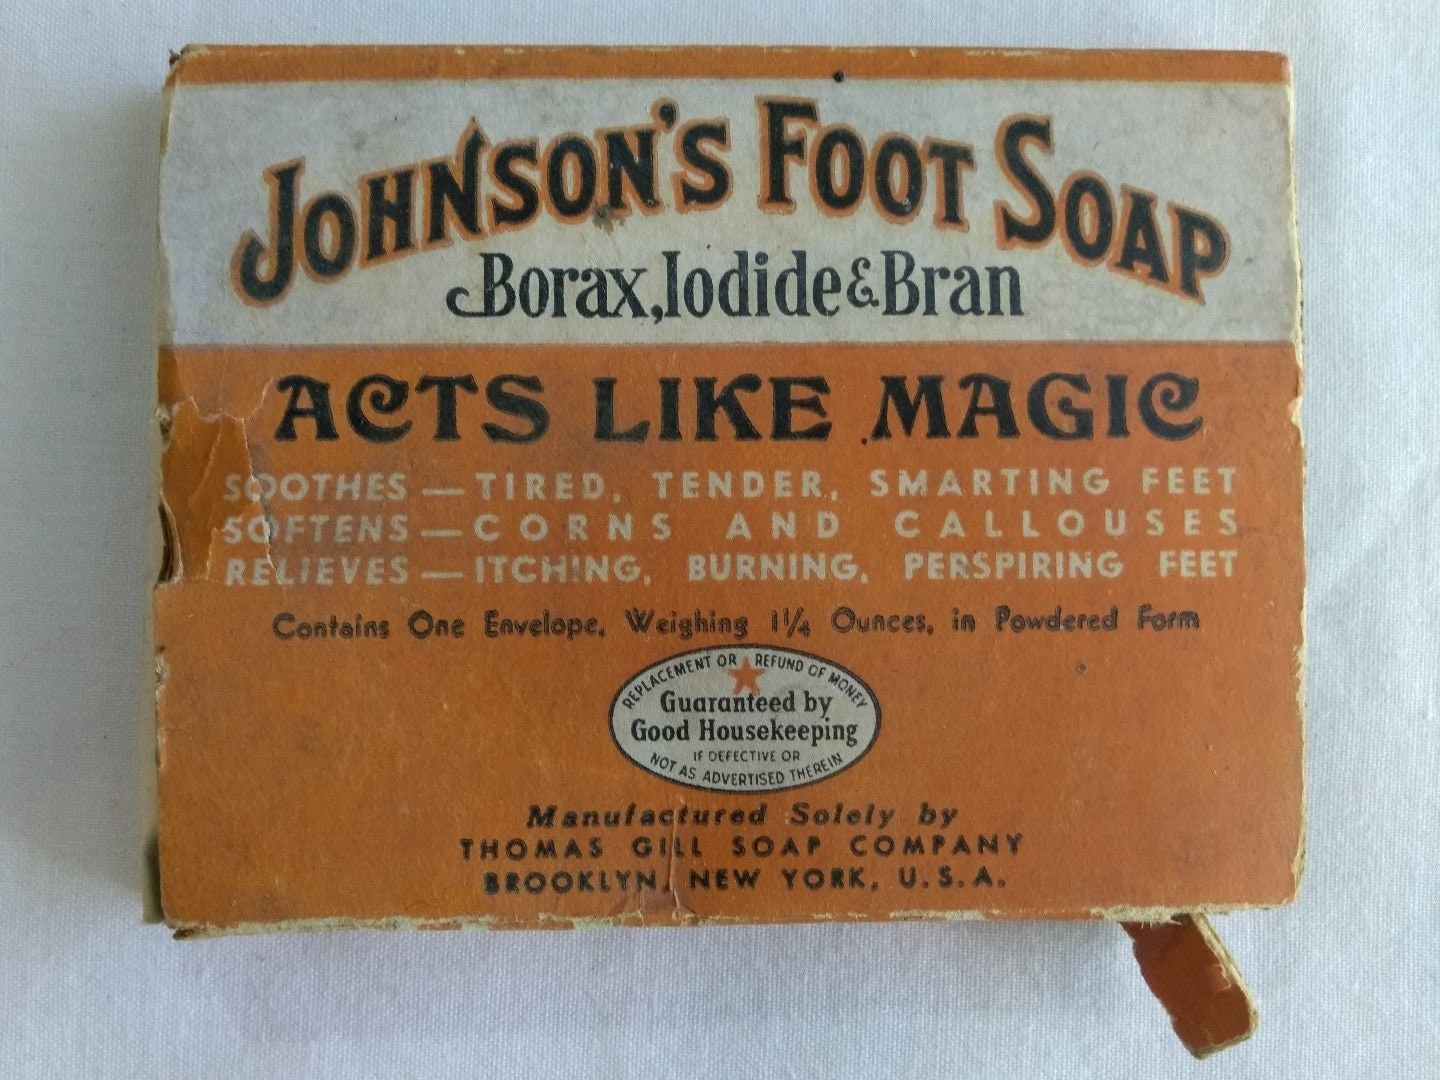 JOHNSON'S FOOT SOAP
Borax, Iodide & Bran
ACTS LIKE MAGIC
SOOTHES — TIRED, TENDER, SMARTING FEET
SOFTENS — CORNS AND CALLOUSES
RELIEVES — ITCHING, BURNING, PERSPIRING FEET
Contains One Envelope, Weighing 1¼ Ounces, in Powdered Form
REPLACEMENT OR REFUND OF MONEY
Guaranteed by
Good Housekeeping
IF DEFECTIVE OR
NOT AS ADVERTISED THEREIN
Manufactured Solely by
THOMAS GILL SOAP COMPANY
BROOKLYN, NEW YORK, U.S.A.